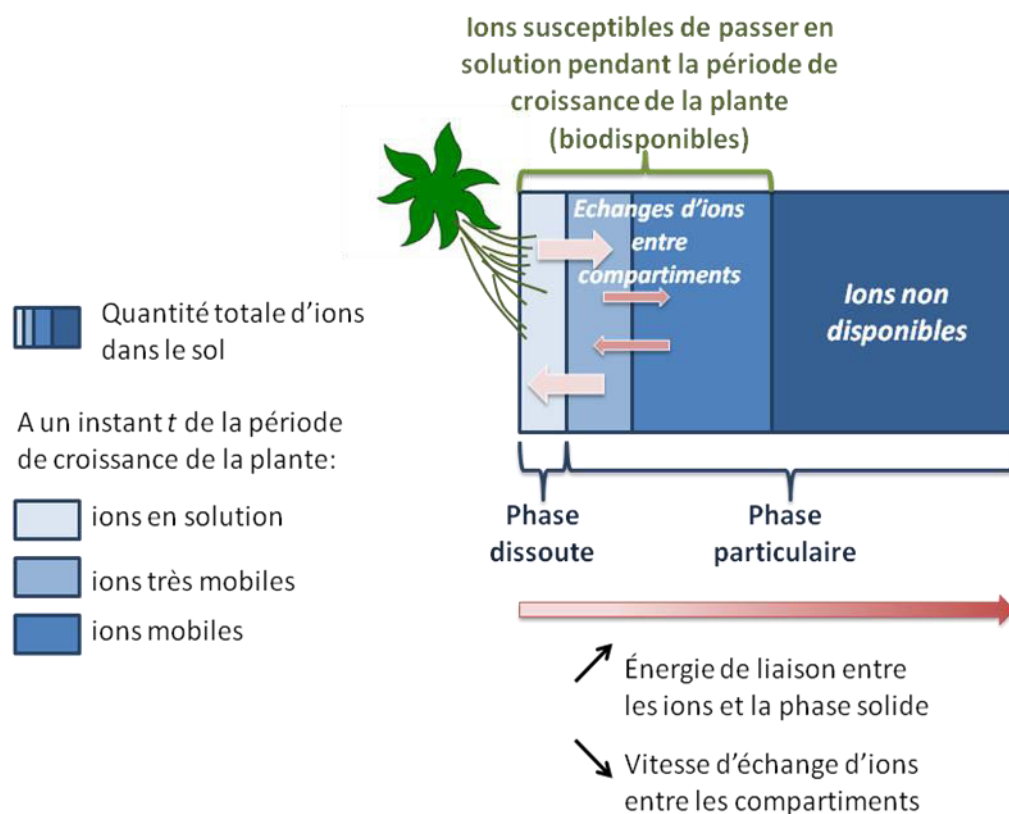 Ions susceptibles de passer en
solution pendant la période de
croissance de la plante
(biodisponibles)
Echanges d'ions
entre
compartiments
Ions non
disponibles
Quantité totale d'ions
dans le sol
A un instant t de la période
de croissance de la plante:
ions en solution
ions très mobiles
ions mobiles
Phase
dissoute
Phase
particulaire
Énergie de liaison entre
les ions et la phase solide
Vitesse d'échange d'ions
entre les compartiments